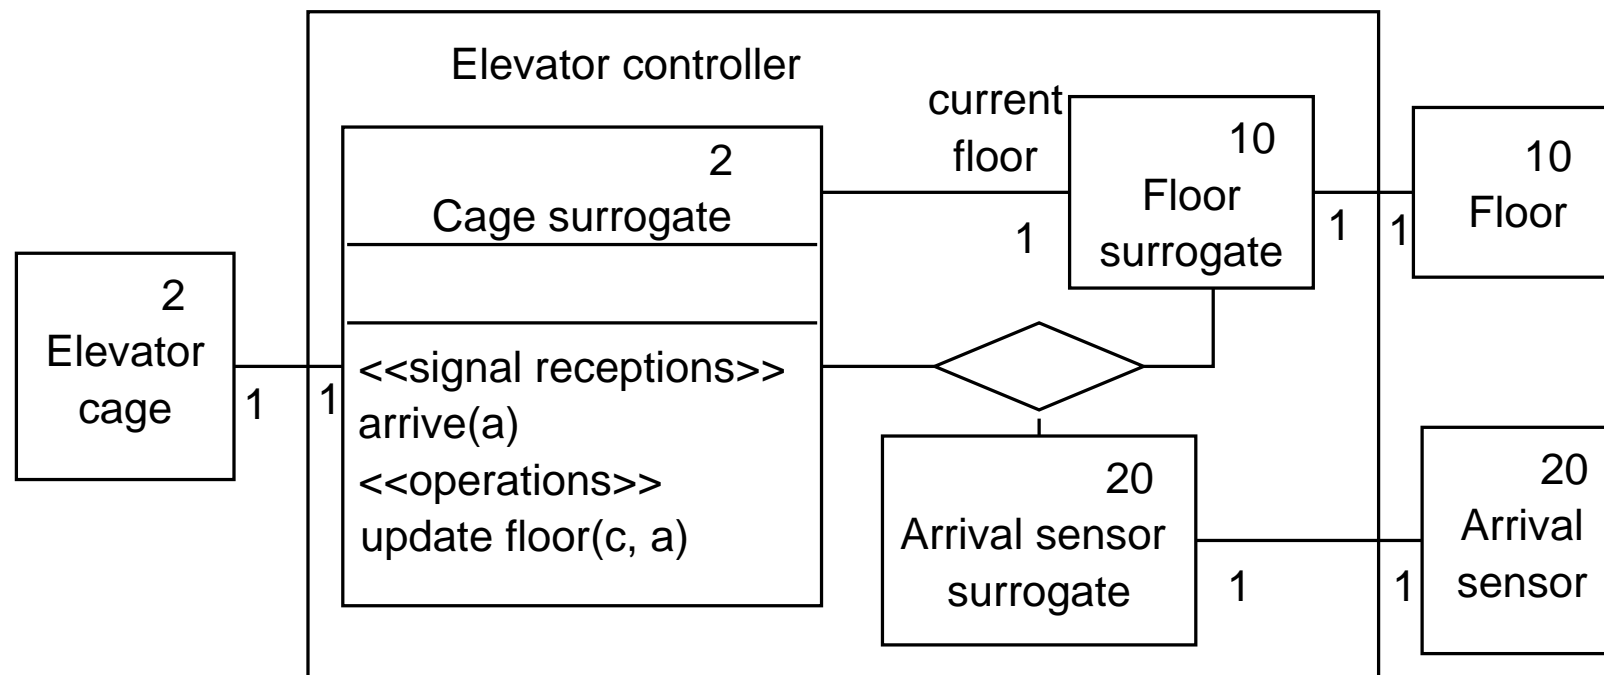 Elevator controller
2
Elevator
cage
1
1
2
Cage surrogate
<<signal receptions>>
arrive(a)
<<operations>>
update floor(c, a)
current
floor
1
10
Floor
surrogate
1
1
10
Floor
20
Arrival sensor
surrogate
1
1
20
Arrival
sensor